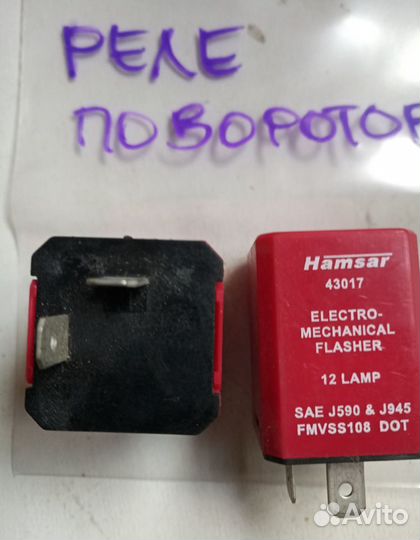 РЕЛЕ
ПОВОРОТОВ
Hamsar
43017
ELECTRO-
MECHANICAL
FLASHER
12 LAMP
SAE J590 & J945
FMVSS108 DOT
Avito